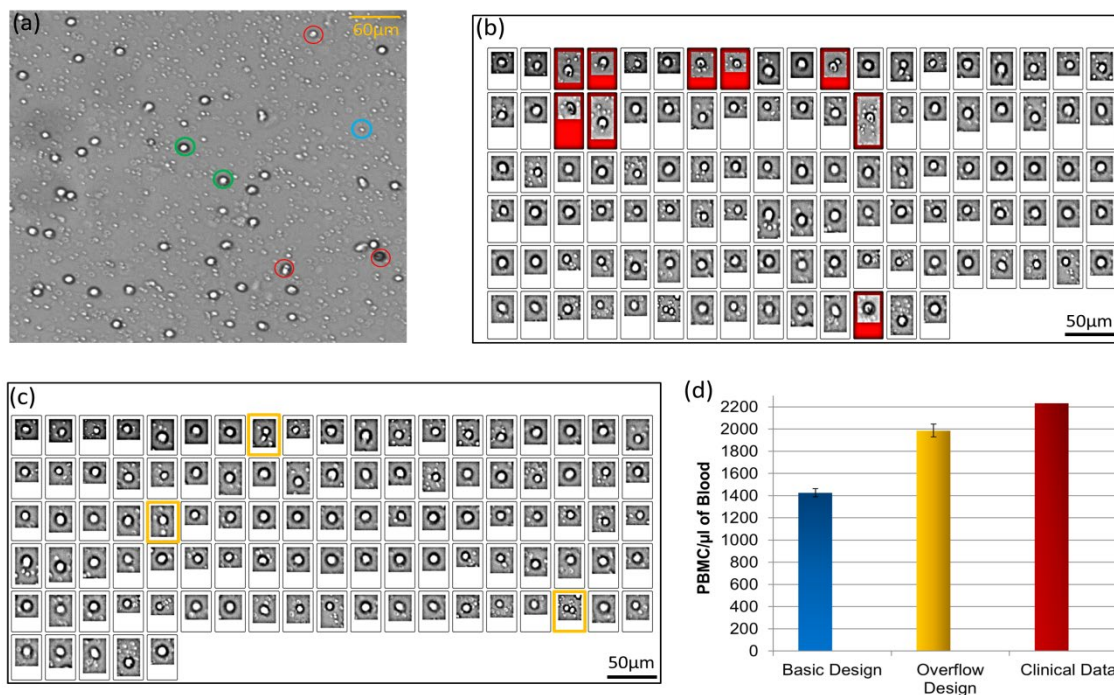 (a)
60μm
(b)
50μm
(c)
50μm
(d)
PBMC/μl of Blood
2200
2000
1800
1600
1400
1200
1000
800
600
400
200
0
Basic Design
Overflow
Design
Clinical Data